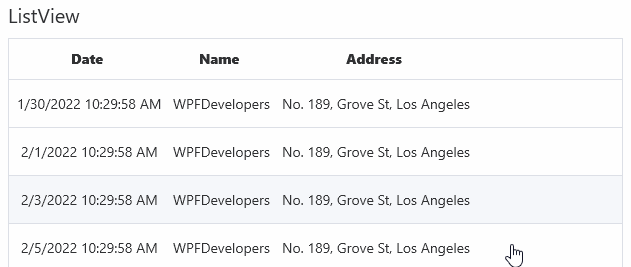 ListView
Date Name Address
1/30/2022 10:29:58 AM WPFDevelopers No. 189, Grove St, Los Angeles
2/1/2022 10:29:58 AM WPFDevelopers No. 189, Grove St, Los Angeles
2/3/2022 10:29:58 AM WPFDevelopers No. 189, Grove St, Los Angeles
2/5/2022 10:29:58 AM WPFDevelopers No. 189, Grove St, Los Angeles